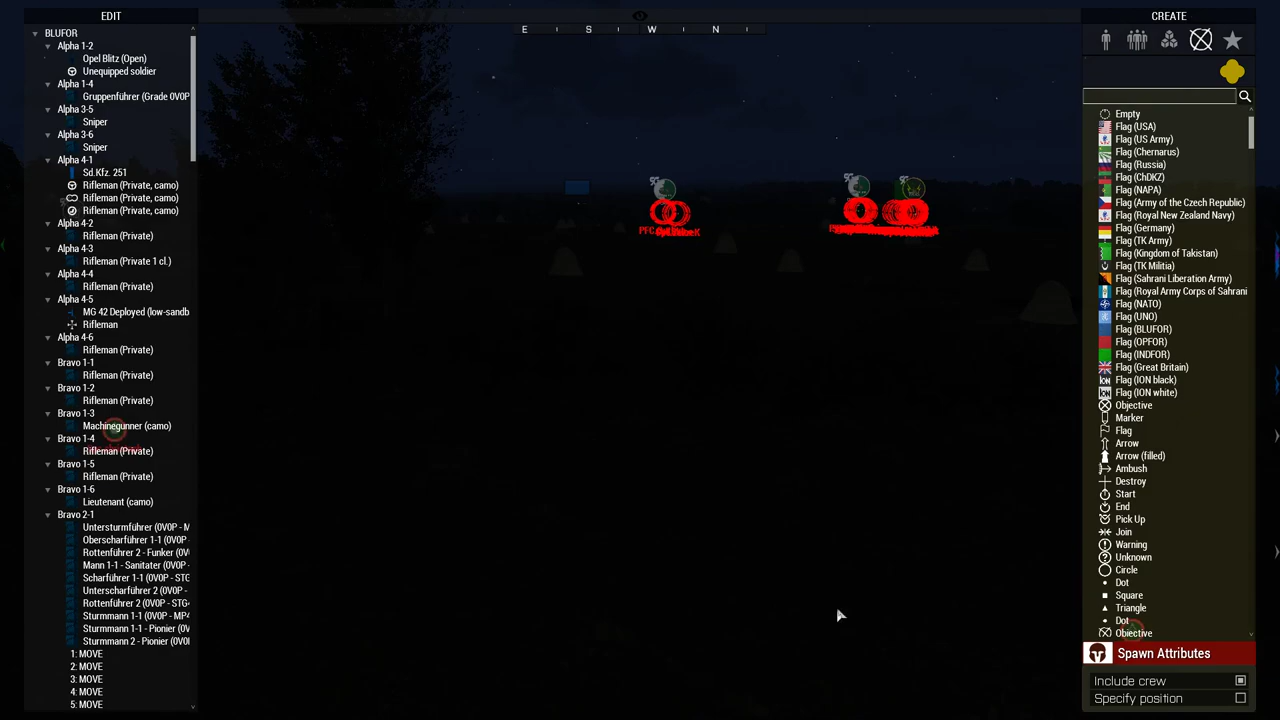 EDIT
BLUFOR
Alpha 1-2
Opel Blitz (Open)
Unequipped soldier
Alpha 1-4
Gruppenführer (Grade 0V0P
Alpha 3-5
Sniper
Alpha 3-6
Sniper
Alpha 4-1
Sd.Kfz. 251
Rifleman (Private, camo)
Rifleman (Private, camo)
Rifleman (Private, camo)
Alpha 4-2
Rifleman (Private)
Alpha 4-3
Rifleman (Private 1 cl.)
Alpha 4-4
Rifleman (Private)
Alpha 4-5
MG 42 Deployed (low-sandb
Rifleman
Alpha 4-6
Rifleman (Private)
Bravo 1-1
Rifleman (Private)
Bravo 1-2
Rifleman (Private)
Bravo 1-3
Machinegunner (camo)
Bravo 1-4
Rifleman (Private)
Bravo 1-5
Rifleman (Private)
Bravo 1-6
Lieutenant (camo)
Bravo 2-1
Untersturmführer (0V0P - M
Oberscharführer 1-1 (0V0P -
Rottenführer 2 - Funker (0V
Mann 1-1 - Sanitater (0V0P -
Scharführer 1-1 (0V0P - STG
Unterscharführer 2 (0V0P -
Rottenführer 2 (0V0P - STG
Sturmmann 1-1 (0V0P - MP4
Sturmmann 1-1 - Pionier (0V
Sturmmann 2 - Pionier (0V0
1: MOVE
2: MOVE
3: MOVE
4: MOVE
5: MOVE
E S W N
CREATE
Empty
Flag (USA)
Flag (US Army)
Flag (Chernarus)
Flag (Russia)
Flag (ChDKZ)
Flag (NAPA)
Flag (Army of the Czech Republic)
Flag (Royal New Zealand Navy)
Flag (Germany)
Flag (TK Army)
Flag (Kingdom of Takistan)
Flag (TK Militia)
Flag (Sahrani Liberation Army)
Flag (Royal Army Corps of Sahrani
Flag (NATO)
Flag (UNO)
Flag (BLUFOR)
Flag (OPFOR)
Flag (INDFOR)
Flag (Great Britain)
Flag (ION black)
Flag (ION white)
Objective
Marker
Flag
Arrow
Arrow (filled)
Ambush
Destroy
Start
End
Pick Up
Join
Warning
Unknown
Circle
Dot
Square
Triangle
Dot
Objective
Spawn Attributes
Include crew
Specify position